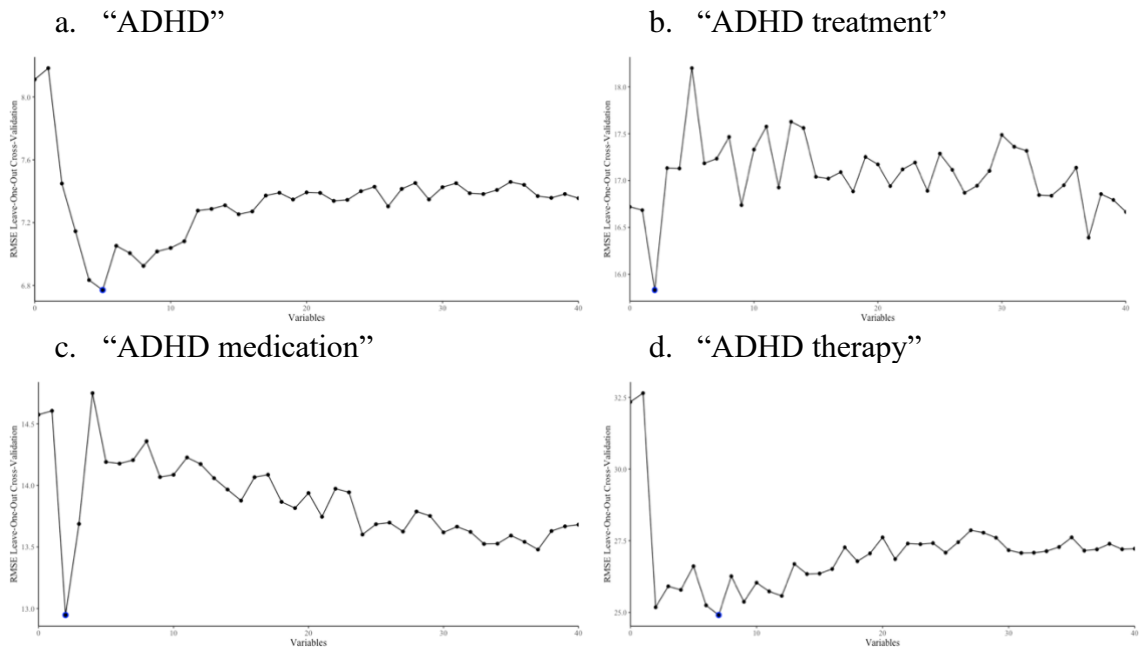 a. “ADHD”
b. “ADHD treatment”
RMSE Leave-One-Out Cross-Validation
8.0
7.6
7.2
6.8
0 10 20 30 40
Variables
RMSE Leave-One-Out Cross-Validation
18.0
17.5
17.0
16.5
16.0
0 10 20 30 40
Variables
c. “ADHD medication”
d. “ADHD therapy”
RMSE Leave-One-Out Cross-Validation
14.5
14.0
13.5
13.0
0 10 20 30 40
Variables
RMSE Leave-One-Out Cross-Validation
32.5
30.0
27.5
25.0
0 10 20 30 40
Variables